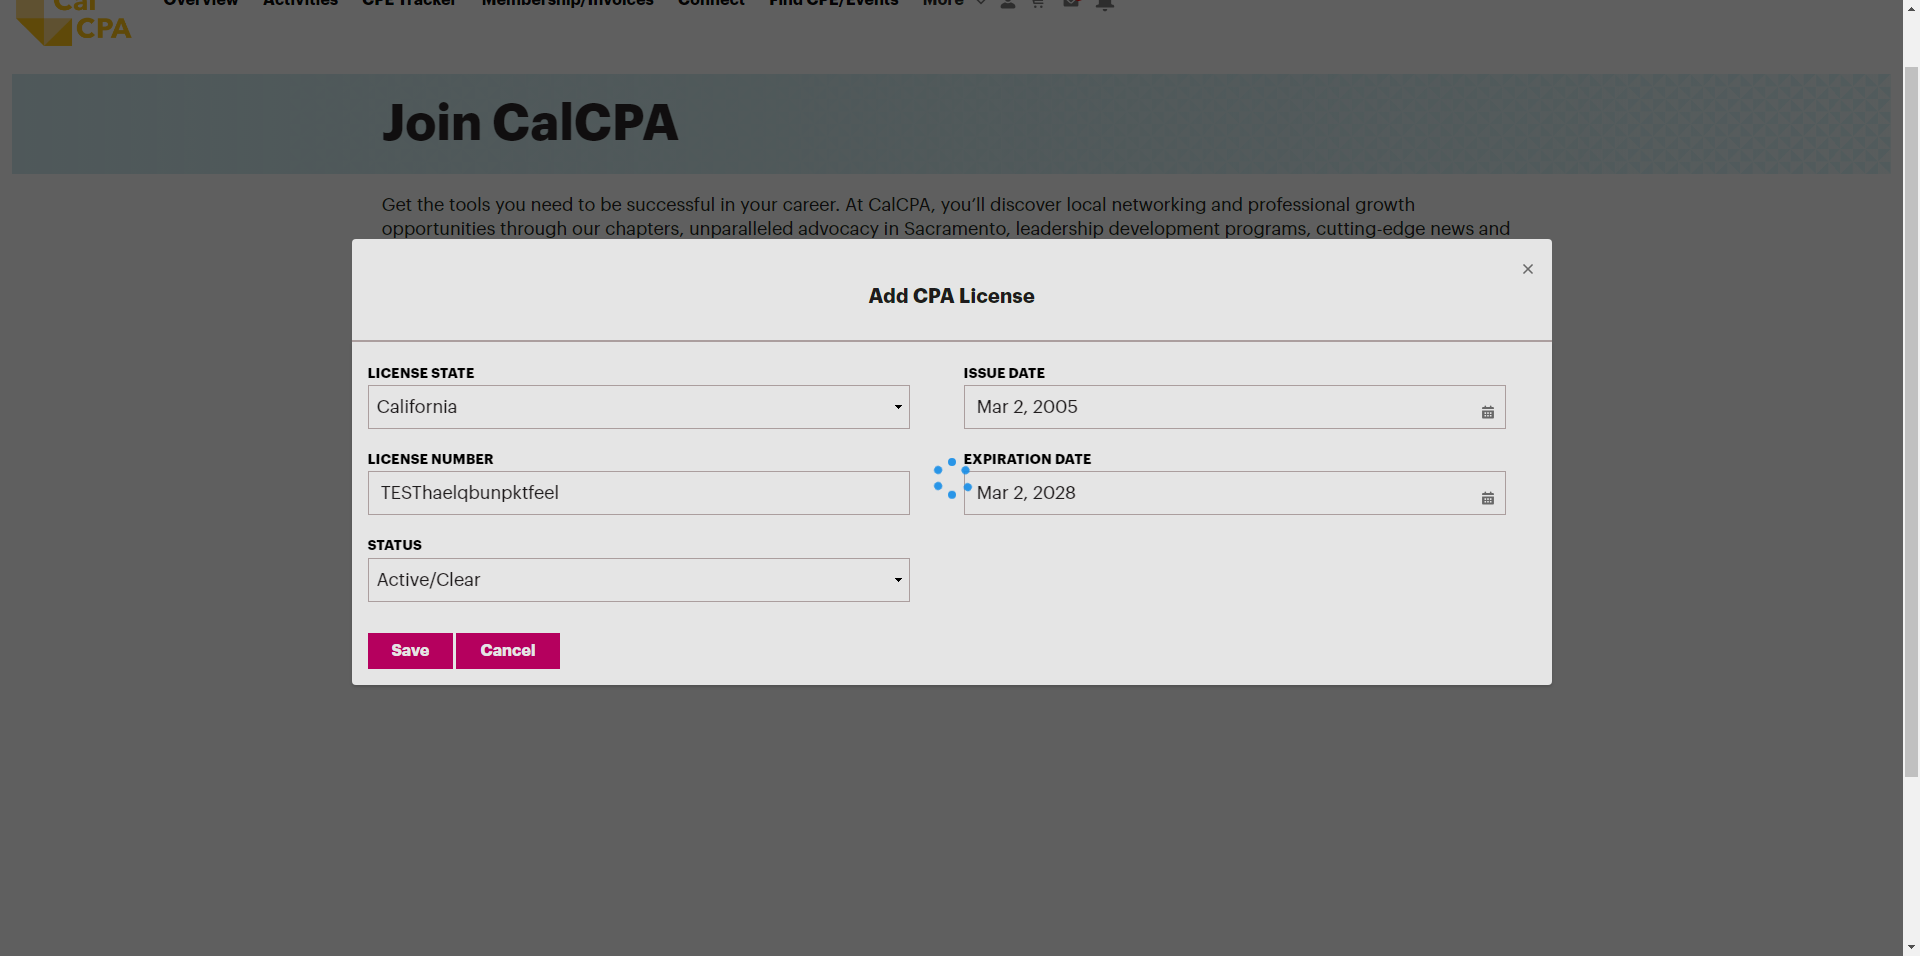 Cal
CPA
Overview Activities CPE Tracker Membership/Invoices Connect Find CPE/Events More
Join CalCPA
Get the tools you need to be successful in your career. At CalCPA, you'll discover local networking and professional growth
opportunities through our chapters, unparalleled advocacy in Sacramento, leadership development programs, cutting-edge news and
×
Add CPA License
LICENSE STATE
California
ISSUE DATE
Mar 2, 2005
LICENSE NUMBER
TESThaelqbunpktfeel
EXPIRATION DATE
Mar 2, 2028
STATUS
Active/Clear
Save Cancel